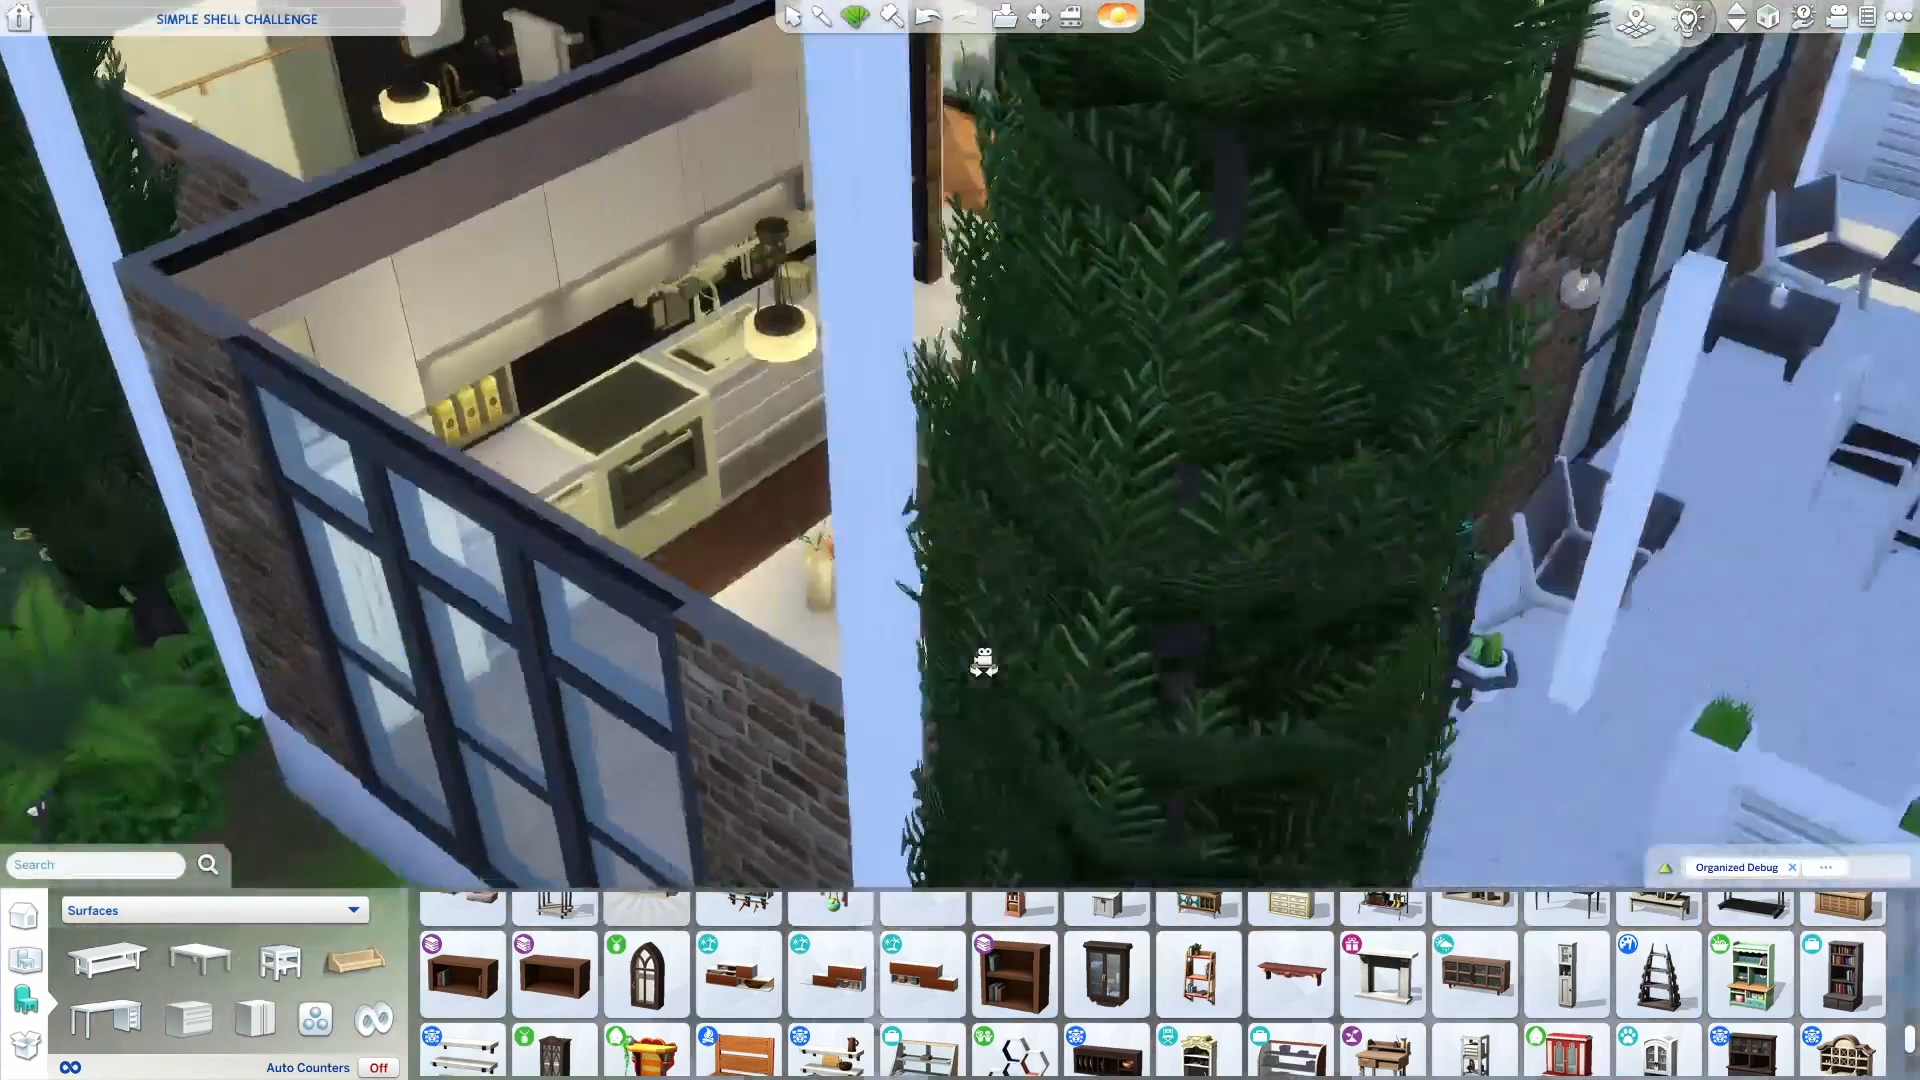 SIMPLE SHELL CHALLENGE
Search
Organized Debug
Surfaces
Auto Counters Off